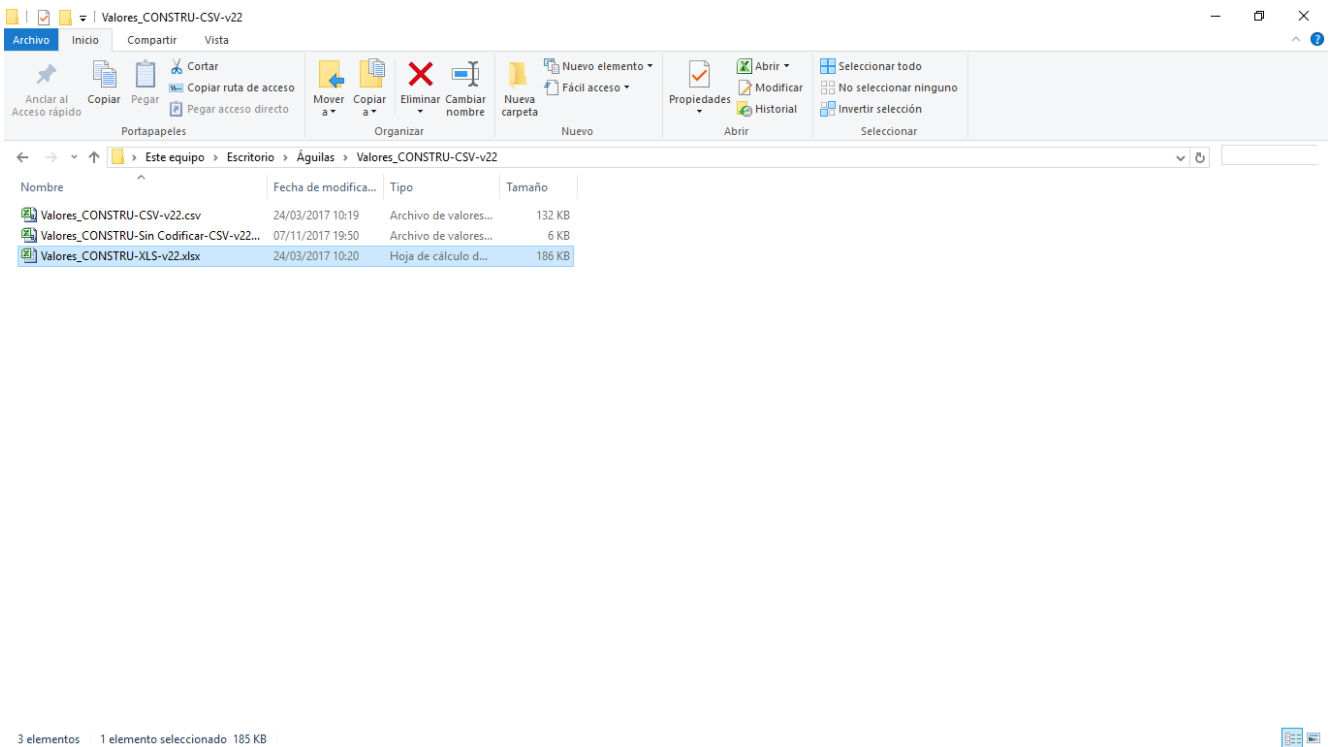 Valores_CONSTRU-CSV-v22
Archivo Inicio Compartir Vista
Anclar al Acceso rápido
Copiar
Pegar
Cortar
Copiar ruta de acceso
Pegar acceso directo
Portapapeles
Mover a
Copiar a
Eliminar
Cambiar nombre
Organizar
Nueva carpeta
Nuevo elemento
Fácil acceso
Nuevo
Propiedades
Abrir
Modificar
Historial
Abrir
Seleccionar todo
No seleccionar ninguno
Invertir selección
Seleccionar
Este equipo › Escritorio › Águilas › Valores_CONSTRU-CSV-v22
Nombre Fecha de modifica... Tipo Tamaño
Valores_CONSTRU-CSV-v22.csv 24/03/2017 10:19 Archivo de valores... 132 KB
Valores_CONSTRU-Sin Codificar-CSV-v22... 07/11/2017 19:50 Archivo de valores... 6 KB
Valores_CONSTRU-XLS-v22.xlsx 24/03/2017 10:20 Hoja de cálculo d... 186 KB
3 elementos 1 elemento seleccionado 185 KB